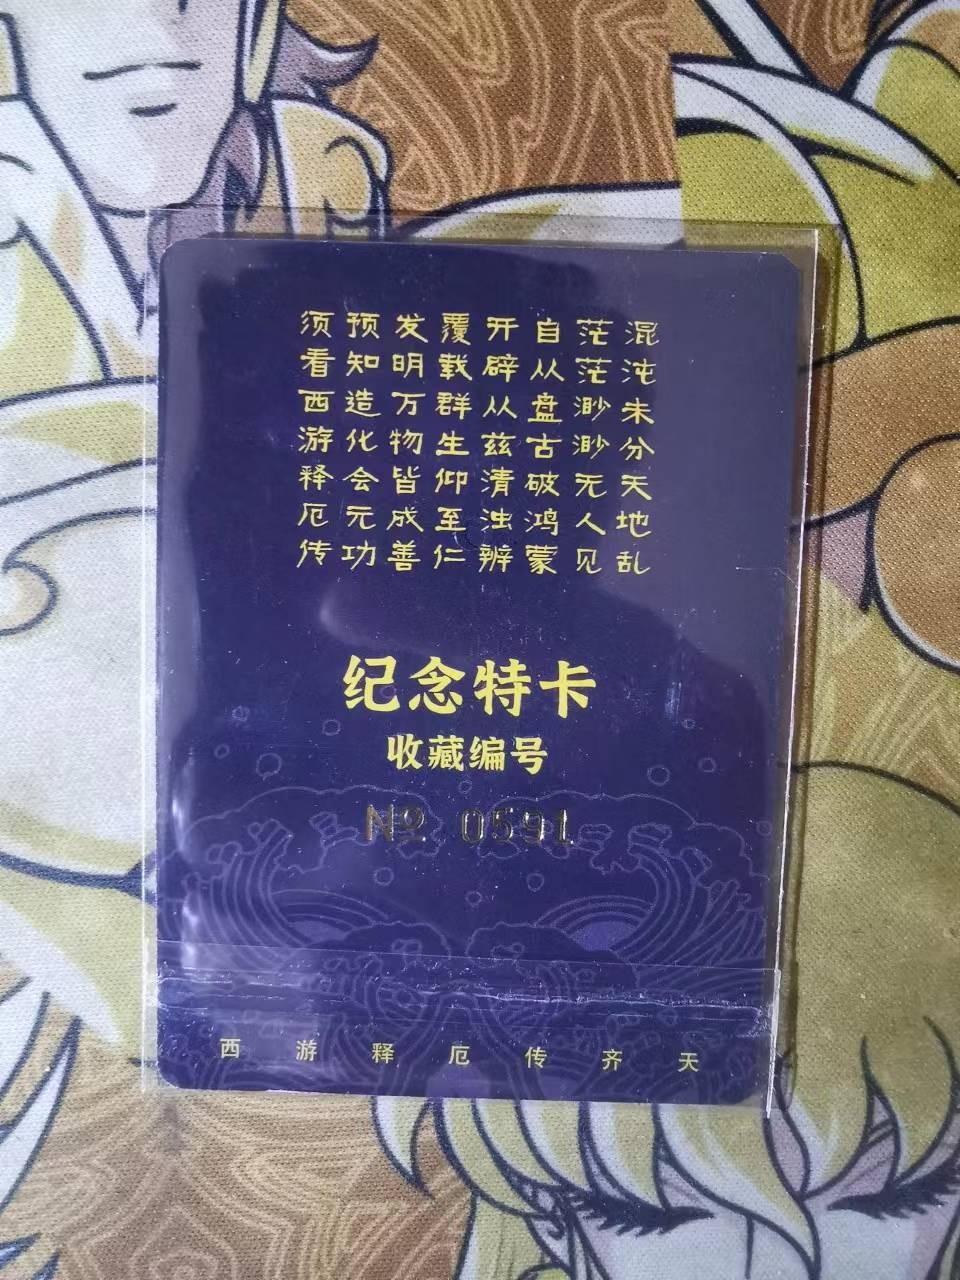 混沌未分天地乱
茫茫渺渺无人见
自从盘古破鸿蒙
开辟从兹清浊辨
覆载群生仰至仁
发明万物皆成善
预知造化会元功
须看西游释厄传
纪念特卡
收藏编号
Nº 0591
西游释厄传齐天